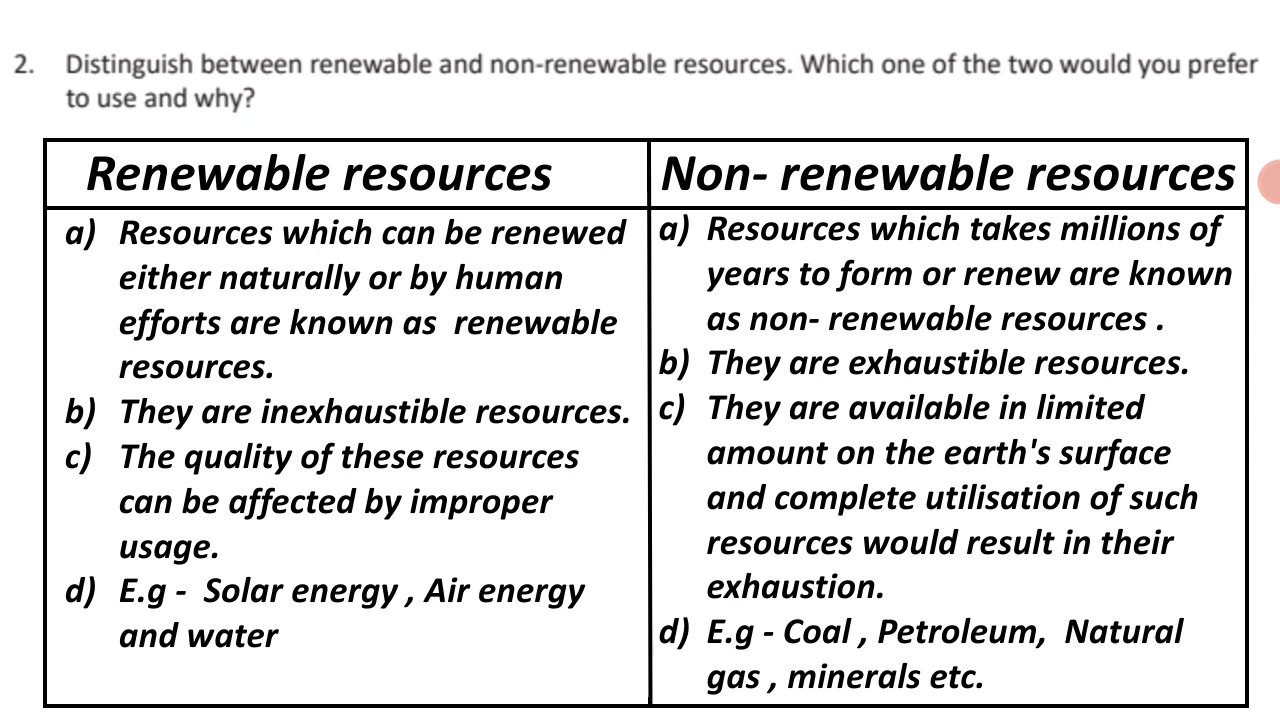 2. Distinguish between renewable and non-renewable resources. Which one of the two would you prefer
to use and why?
Renewable resources
a) Resources which can be renewed
either naturally or by human
efforts are known as renewable
resources.
b) They are inexhaustible resources.
c) The quality of these resources
can be affected by improper
usage.
d) E.g - Solar energy , Air energy
and water
Non- renewable resources
a) Resources which takes millions of
years to form or renew are known
as non- renewable resources .
b) They are exhaustible resources.
c) They are available in limited
amount on the earth's surface
and complete utilisation of such
resources would result in their
exhaustion.
d) E.g - Coal , Petroleum, Natural
gas , minerals etc.